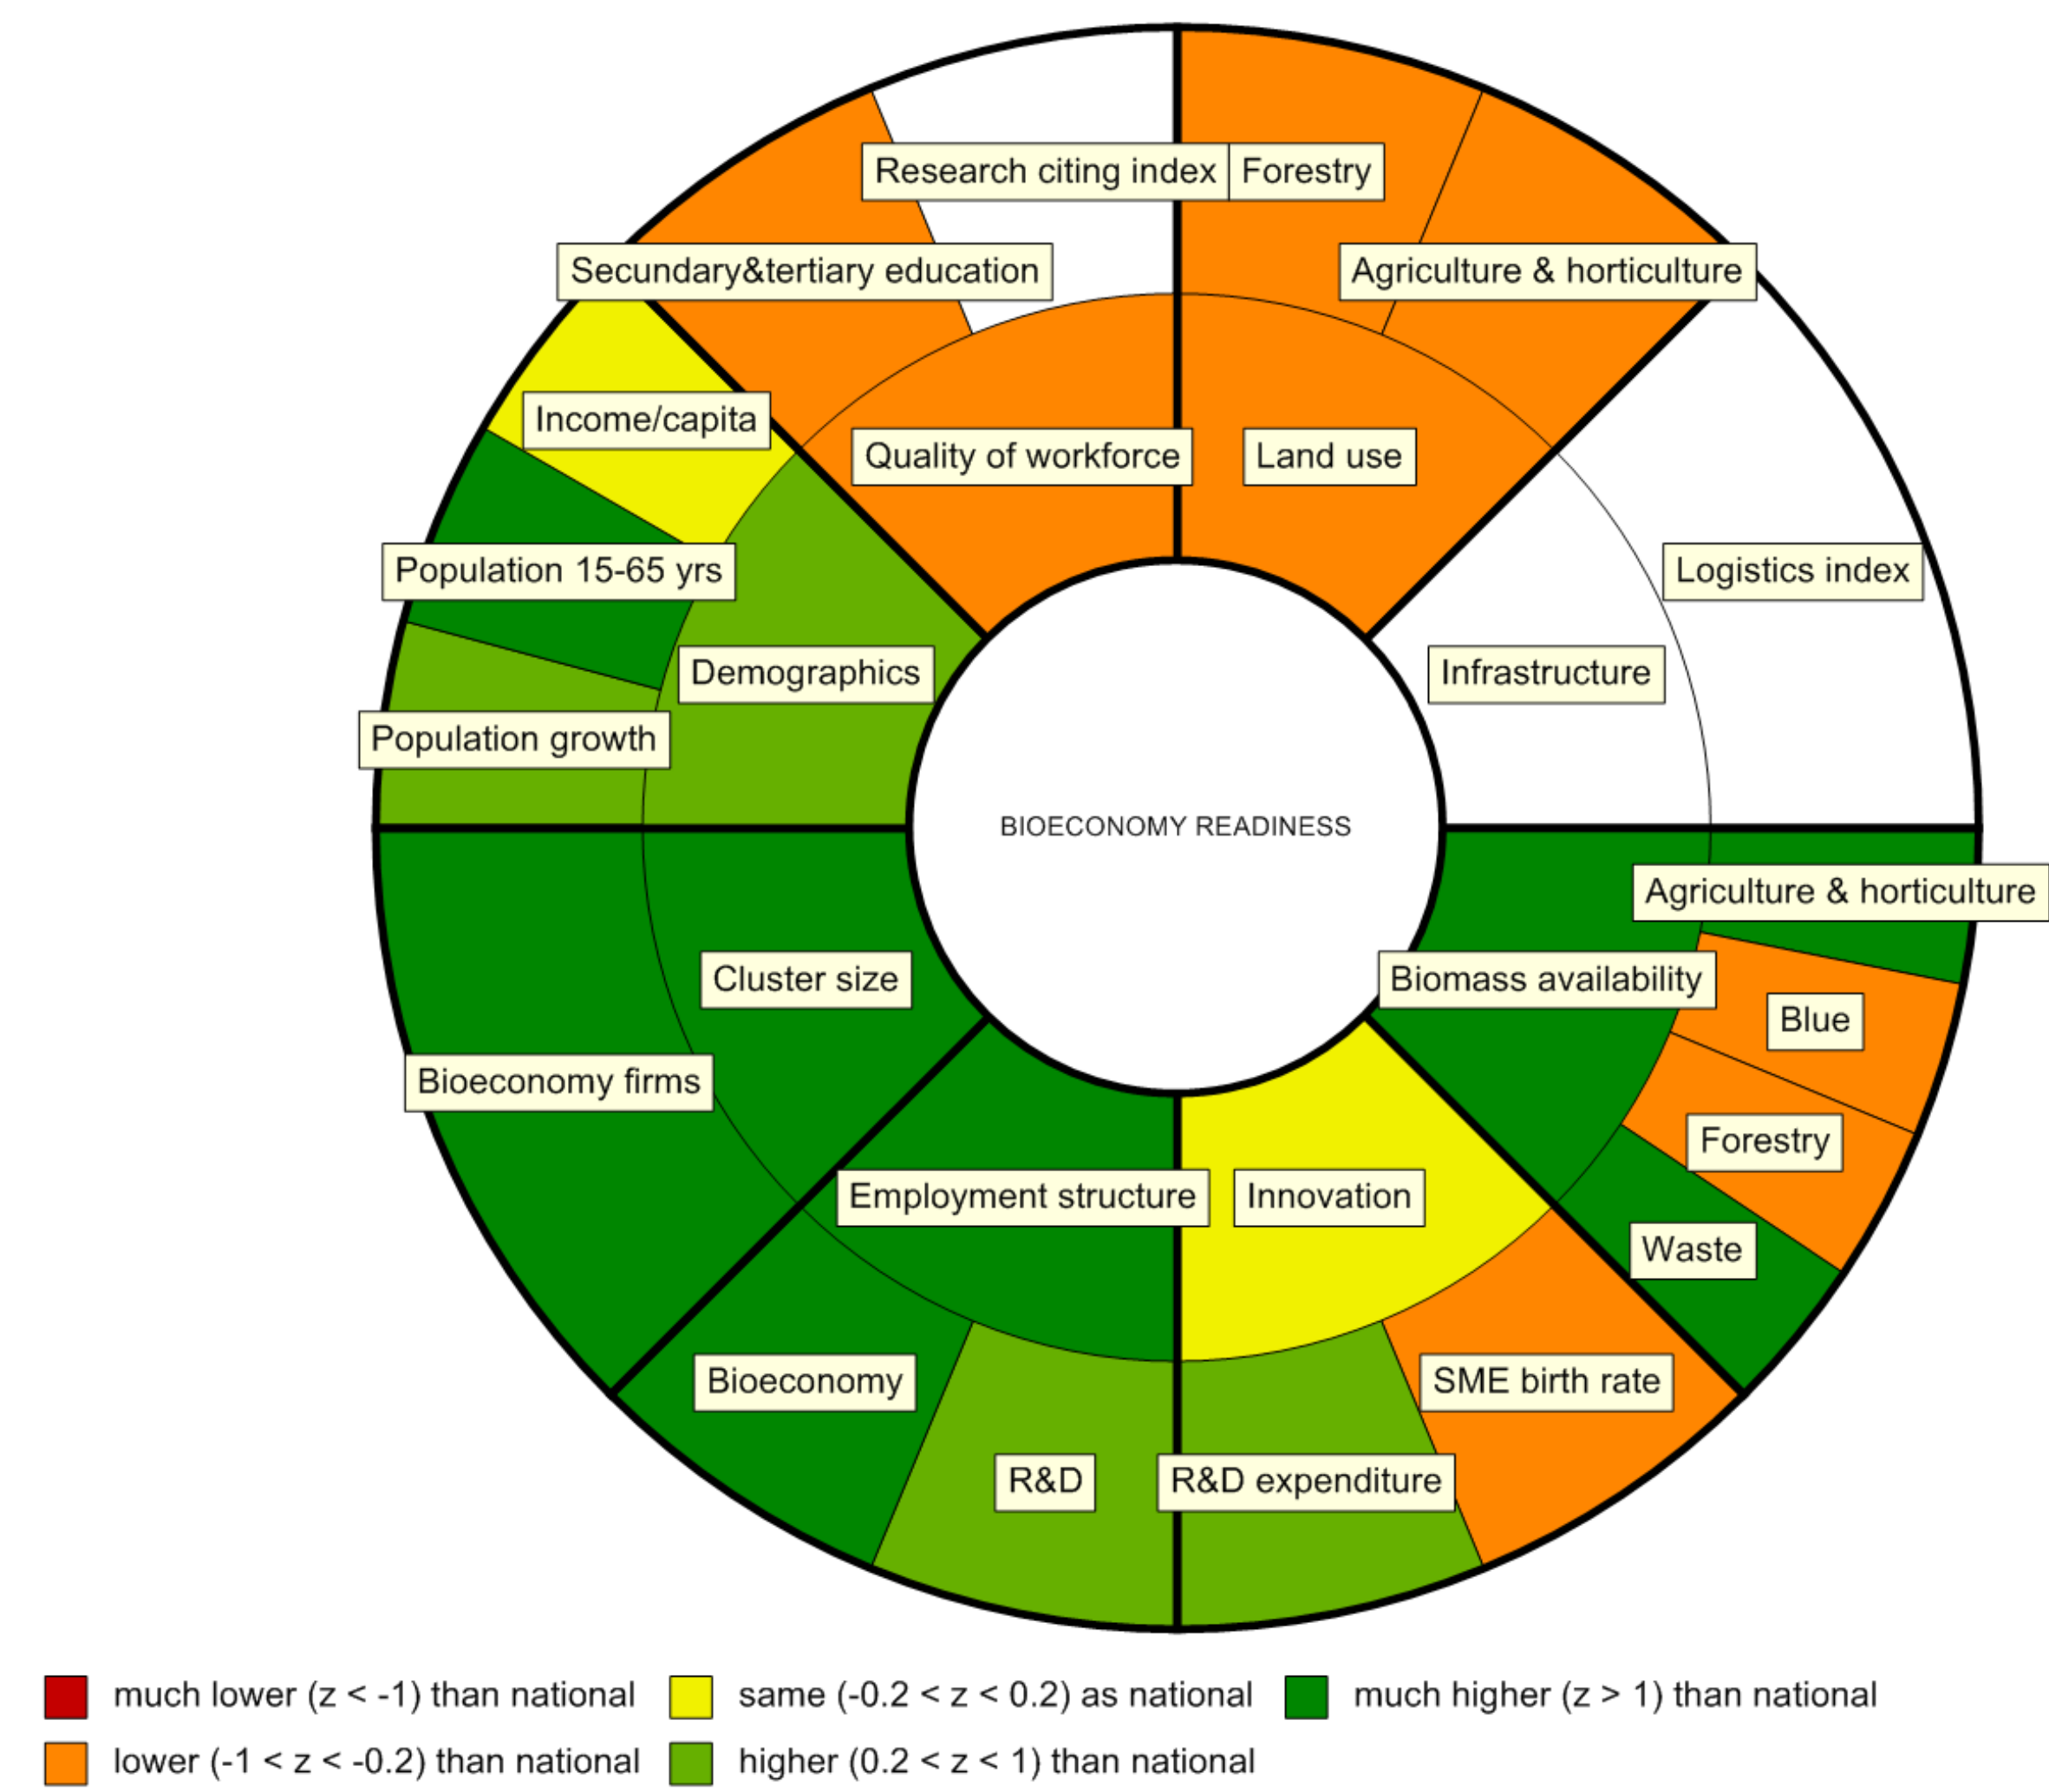 Research citing index
Forestry
Secundary&tertiary education
Agriculture & horticulture
Income/capita
Quality of workforce
Land use
Population 15-65 yrs
Logistics index
Demographics
Infrastructure
Population growth
BIOECONOMY READINESS
Agriculture & horticulture
Cluster size
Biomass availability
Blue
Bioeconomy firms
Forestry
Employment structure
Innovation
Waste
Bioeconomy
SME birth rate
R&D
R&D expenditure
much lower (z < -1) than national
same (-0.2 < z < 0.2) as national
much higher (z > 1) than national
lower (-1 < z < -0.2) than national
higher (0.2 < z < 1) than national